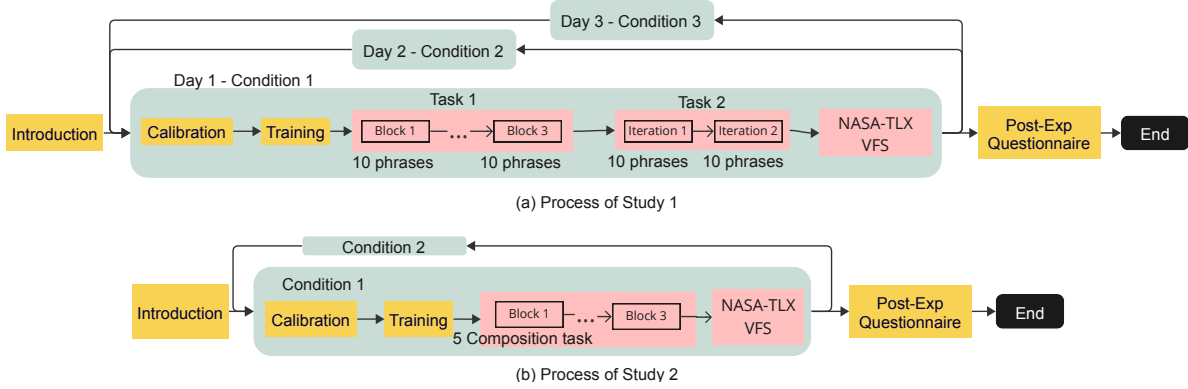 Day 3 - Condition 3
Day 2 - Condition 2
Day 1 - Condition 1
Task 1
Task 2
Introduction
Calibration
Training
Block 1
...
Block 3
Iteration 1
Iteration 2
NASA-TLX
VFS
Post-Exp
Questionnaire
End
10 phrases
10 phrases
10 phrases
10 phrases
(a) Process of Study 1
Condition 2
Condition 1
Introduction
Calibration
Training
Block 1
...
Block 3
NASA-TLX
VFS
Post-Exp
Questionnaire
End
5 Composition task
(b) Process of Study 2